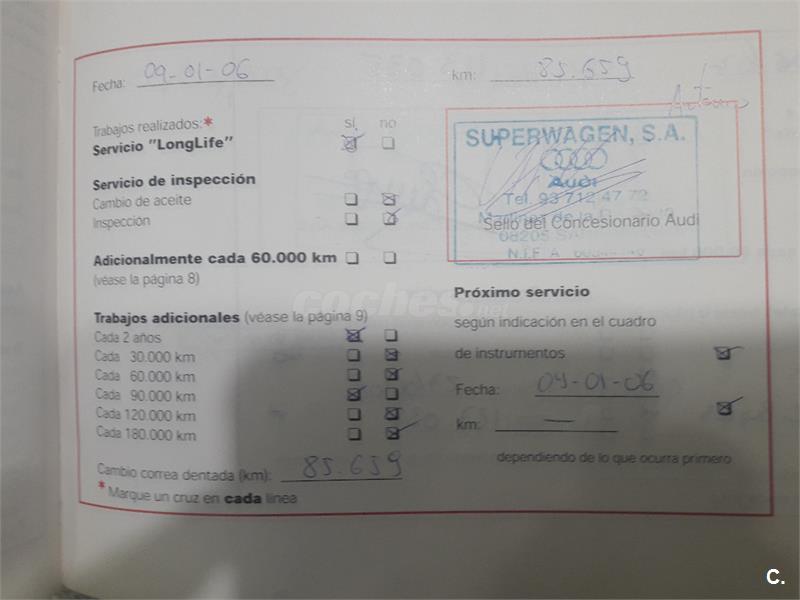 Fecha: 09-01-06 km: 85.659
Trabajos realizados:* sí no
Servicio "LongLife"
Servicio de inspección
Cambio de aceite
Inspección
Adicionalmente cada 60.000 km
(véase la página 8)
Trabajos adicionales (véase la página 9)
Cada 2 años
Cada 30.000 km
Cada 60.000 km
Cada 90.000 km
Cada 120.000 km
Cada 180.000 km
Cambio correa dentada (km): 85.659
* Marque un cruz en cada linea
SUPERWAGEN, S.A.
Audi
Tel. 93 712 47 72
Sello del Concesionario Audi
08205
N.I.F. A
Próximo servicio
según indicación en el cuadro
de instrumentos
Fecha: 09-01-06
km: —
dependiendo de lo que ocurra primero
coches.net
C.